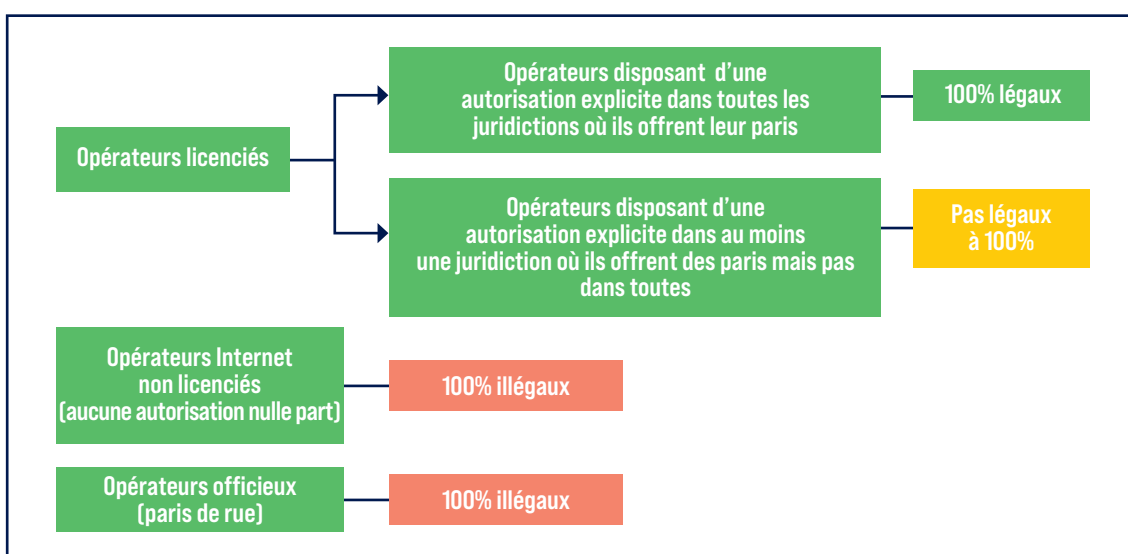 Opérateurs licenciés
Opérateurs disposant d'une
autorisation explicite dans toutes les
juridictions où ils offrent leur paris
100% légaux
Opérateurs disposant d'une
autorisation explicite dans au moins
une juridiction où ils offrent des paris mais pas
dans toutes
Pas légaux
à 100%
Opérateurs Internet
non licenciés
(aucune autorisation nulle part)
100% illégaux
Opérateurs officieux
(paris de rue)
100% illégaux